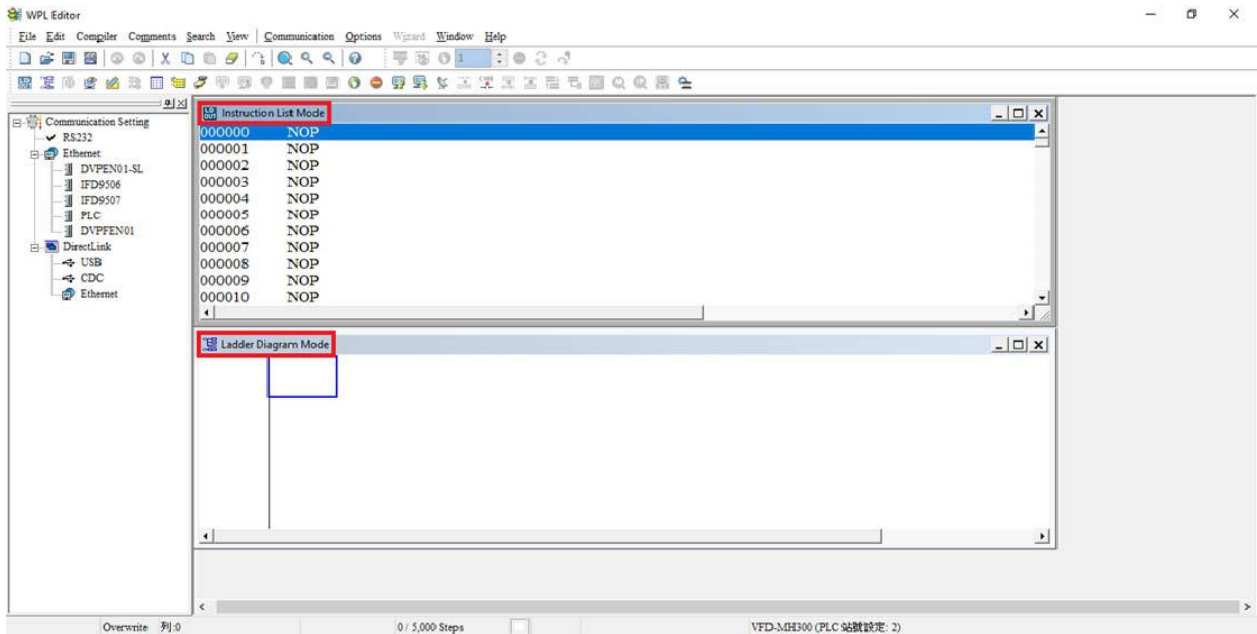 WPL Editor
File Edit Compiler Comments Search View Communication Options Wizard Window Help
1
Communication Setting
RS232
Ethernet
DVPEN01-SL
IFD9506
IFD9507
PLC
DVPFEN01
DirectLink
USB
CDC
Ethernet
Instruction List Mode
000000 NOP
000001 NOP
000002 NOP
000003 NOP
000004 NOP
000005 NOP
000006 NOP
000007 NOP
000008 NOP
000009 NOP
000010 NOP
Ladder Diagram Mode
Overwrite 列:0 0 / 5,000 Steps VFD-MH300 (PLC 站號設定: 2)